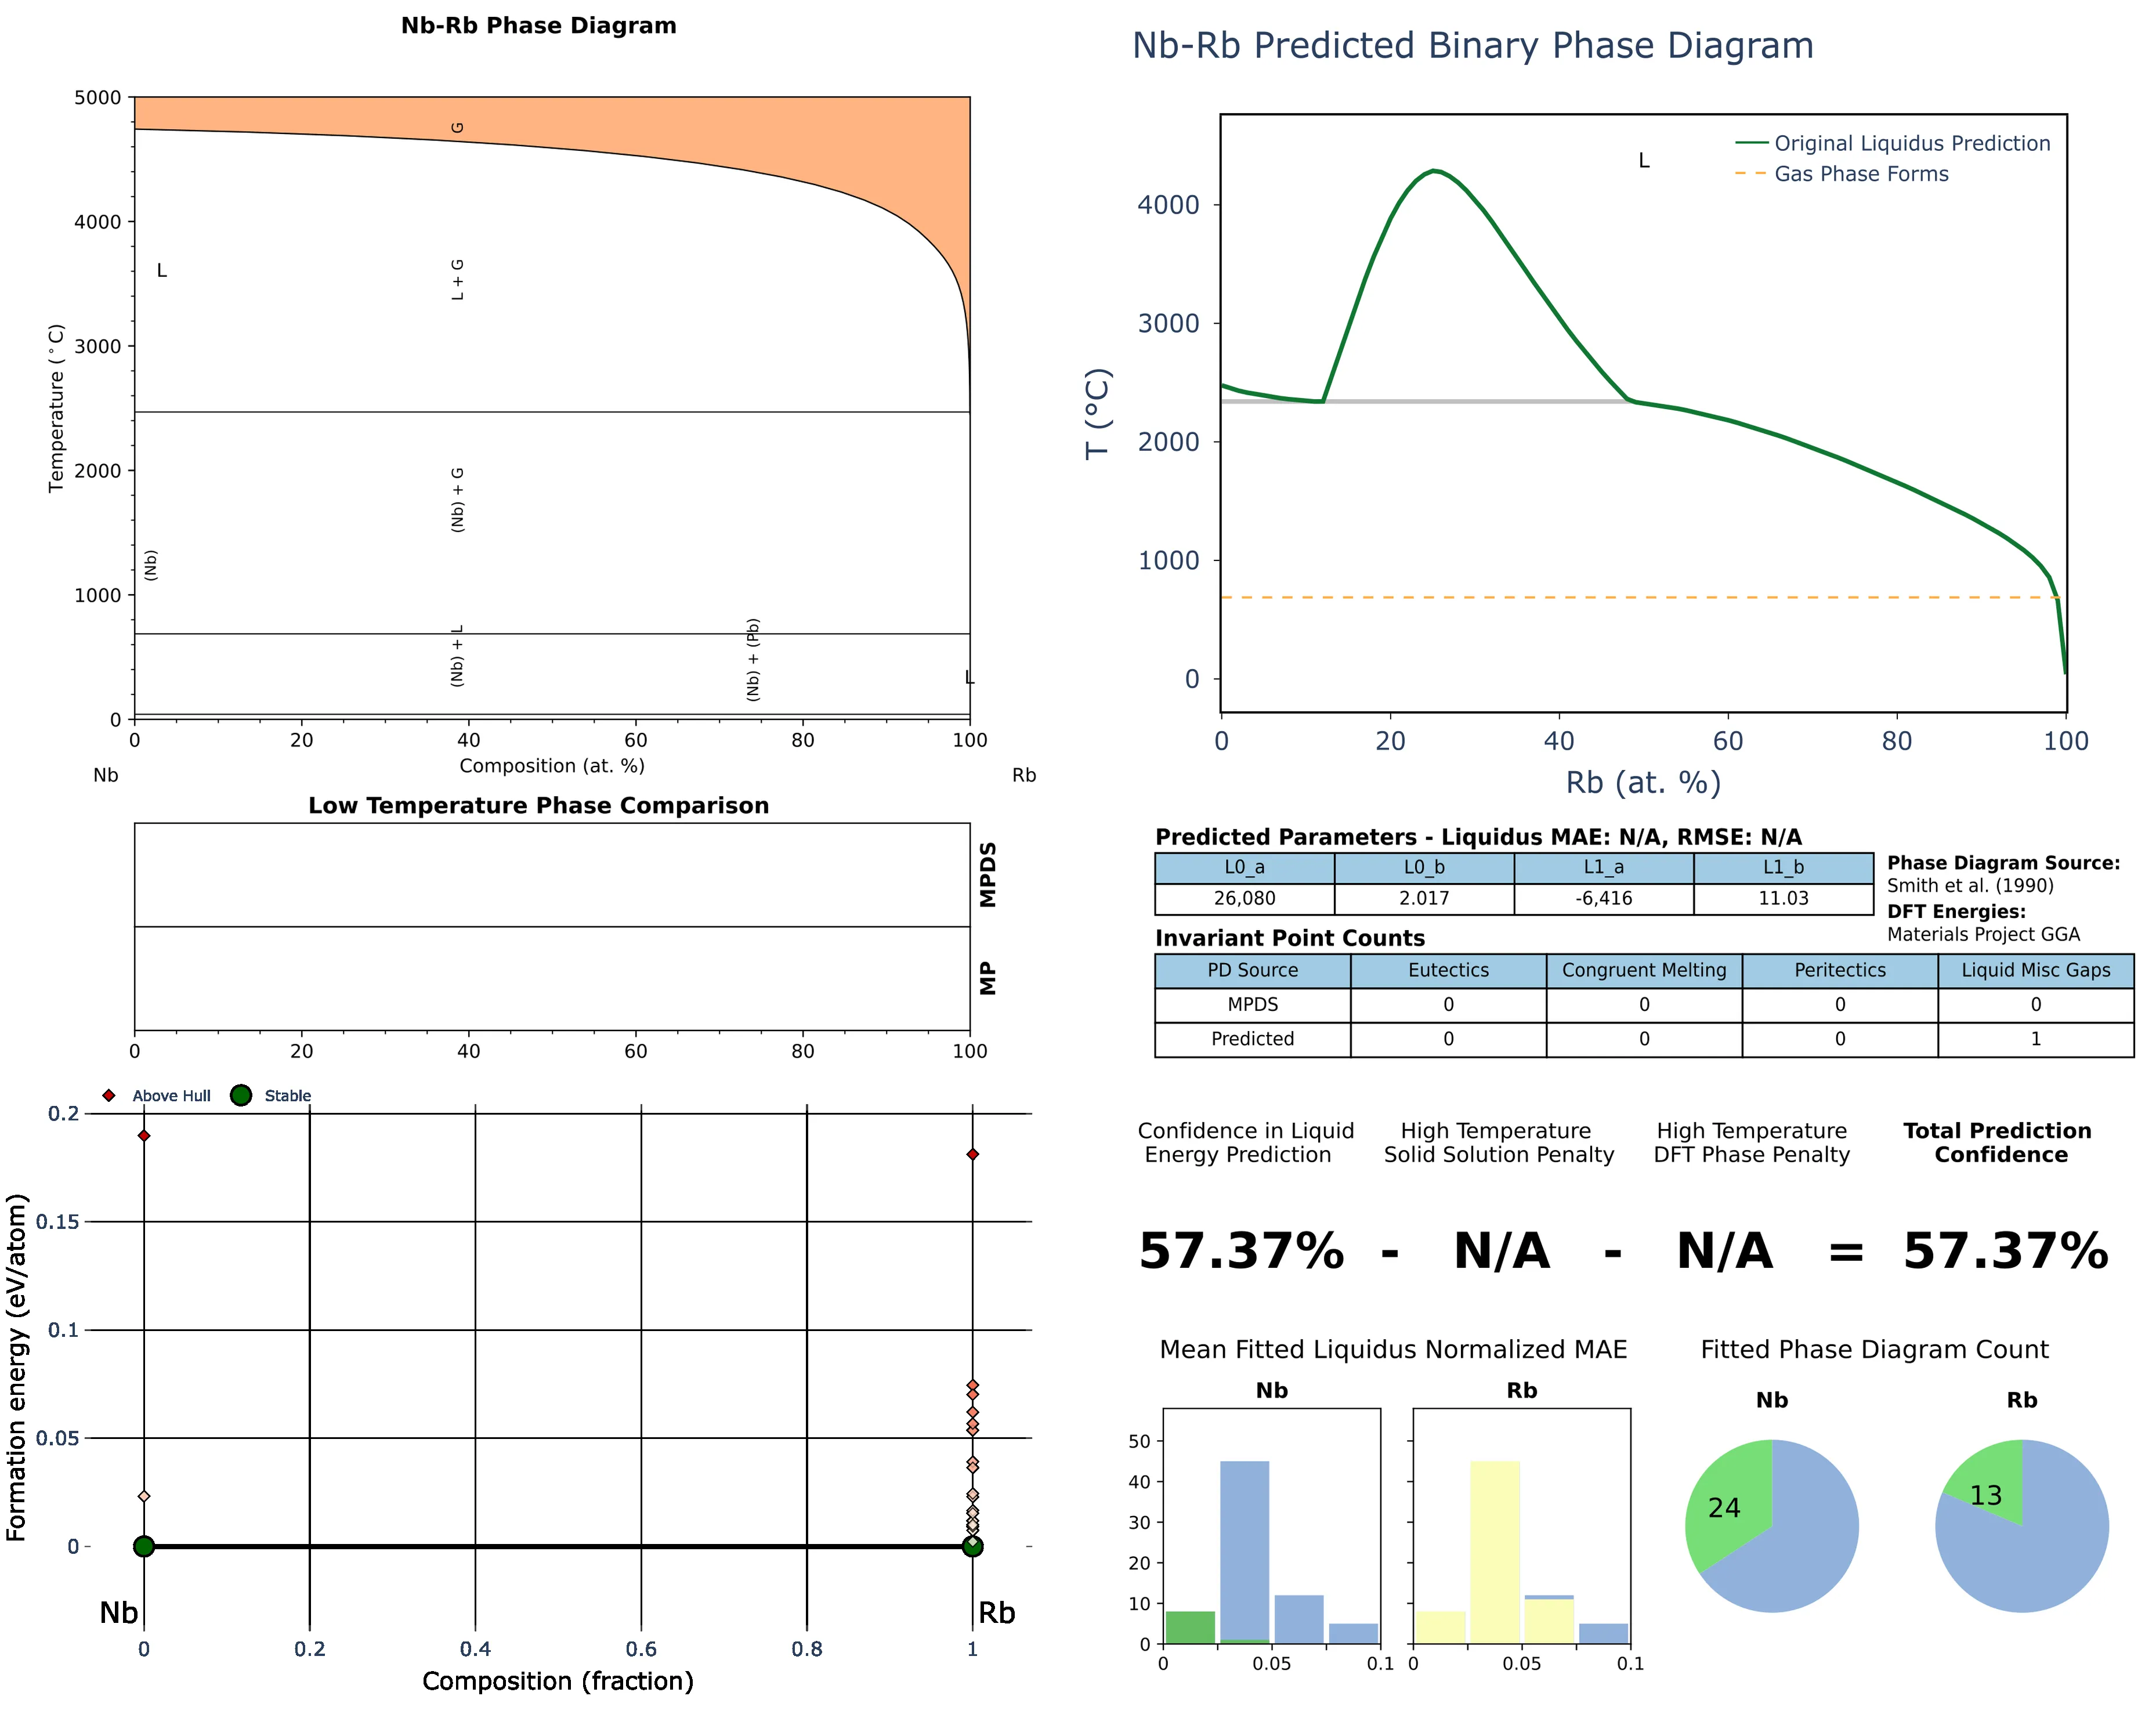 Nb-Rb Phase Diagram
5000
4000
3000
2000
1000
0
Temperature (°C)
G
L + G
L
(Nb) + G
(Nb)
(Nb) + L
(Nb) + (Pb)
L
0 20 40 60 80 100
Composition (at. %)
Nb Rb
Low Temperature Phase Comparison
MPDS
MP
0 20 40 60 80 100
Above Hull Stable
0.2
0.15
0.1
0.05
0
Formation energy (eV/atom)
Nb Rb
0 0.2 0.4 0.6 0.8 1
Composition (fraction)
Nb-Rb Predicted Binary Phase Diagram
L
Original Liquidus Prediction
Gas Phase Forms
4000
3000
2000
1000
0
T (°C)
0 20 40 60 80 100
Rb (at. %)
Predicted Parameters - Liquidus MAE: N/A, RMSE: N/A
L0_a L0_b L1_a L1_b
26,080 2.017 -6,416 11.03
Phase Diagram Source:
Smith et al. (1990)
DFT Energies:
Materials Project GGA
Invariant Point Counts
PD Source Eutectics Congruent Melting Peritectics Liquid Misc Gaps
MPDS 0 0 0 0
Predicted 0 0 0 1
Confidence in Liquid
Energy Prediction
High Temperature
Solid Solution Penalty
High Temperature
DFT Phase Penalty
Total Prediction
Confidence
57.37% - N/A - N/A = 57.37%
Mean Fitted Liquidus Normalized MAE
Nb Rb
50
40
30
20
10
0
0 0.05 0.1 0 0.05 0.1
Fitted Phase Diagram Count
Nb Rb
24 13